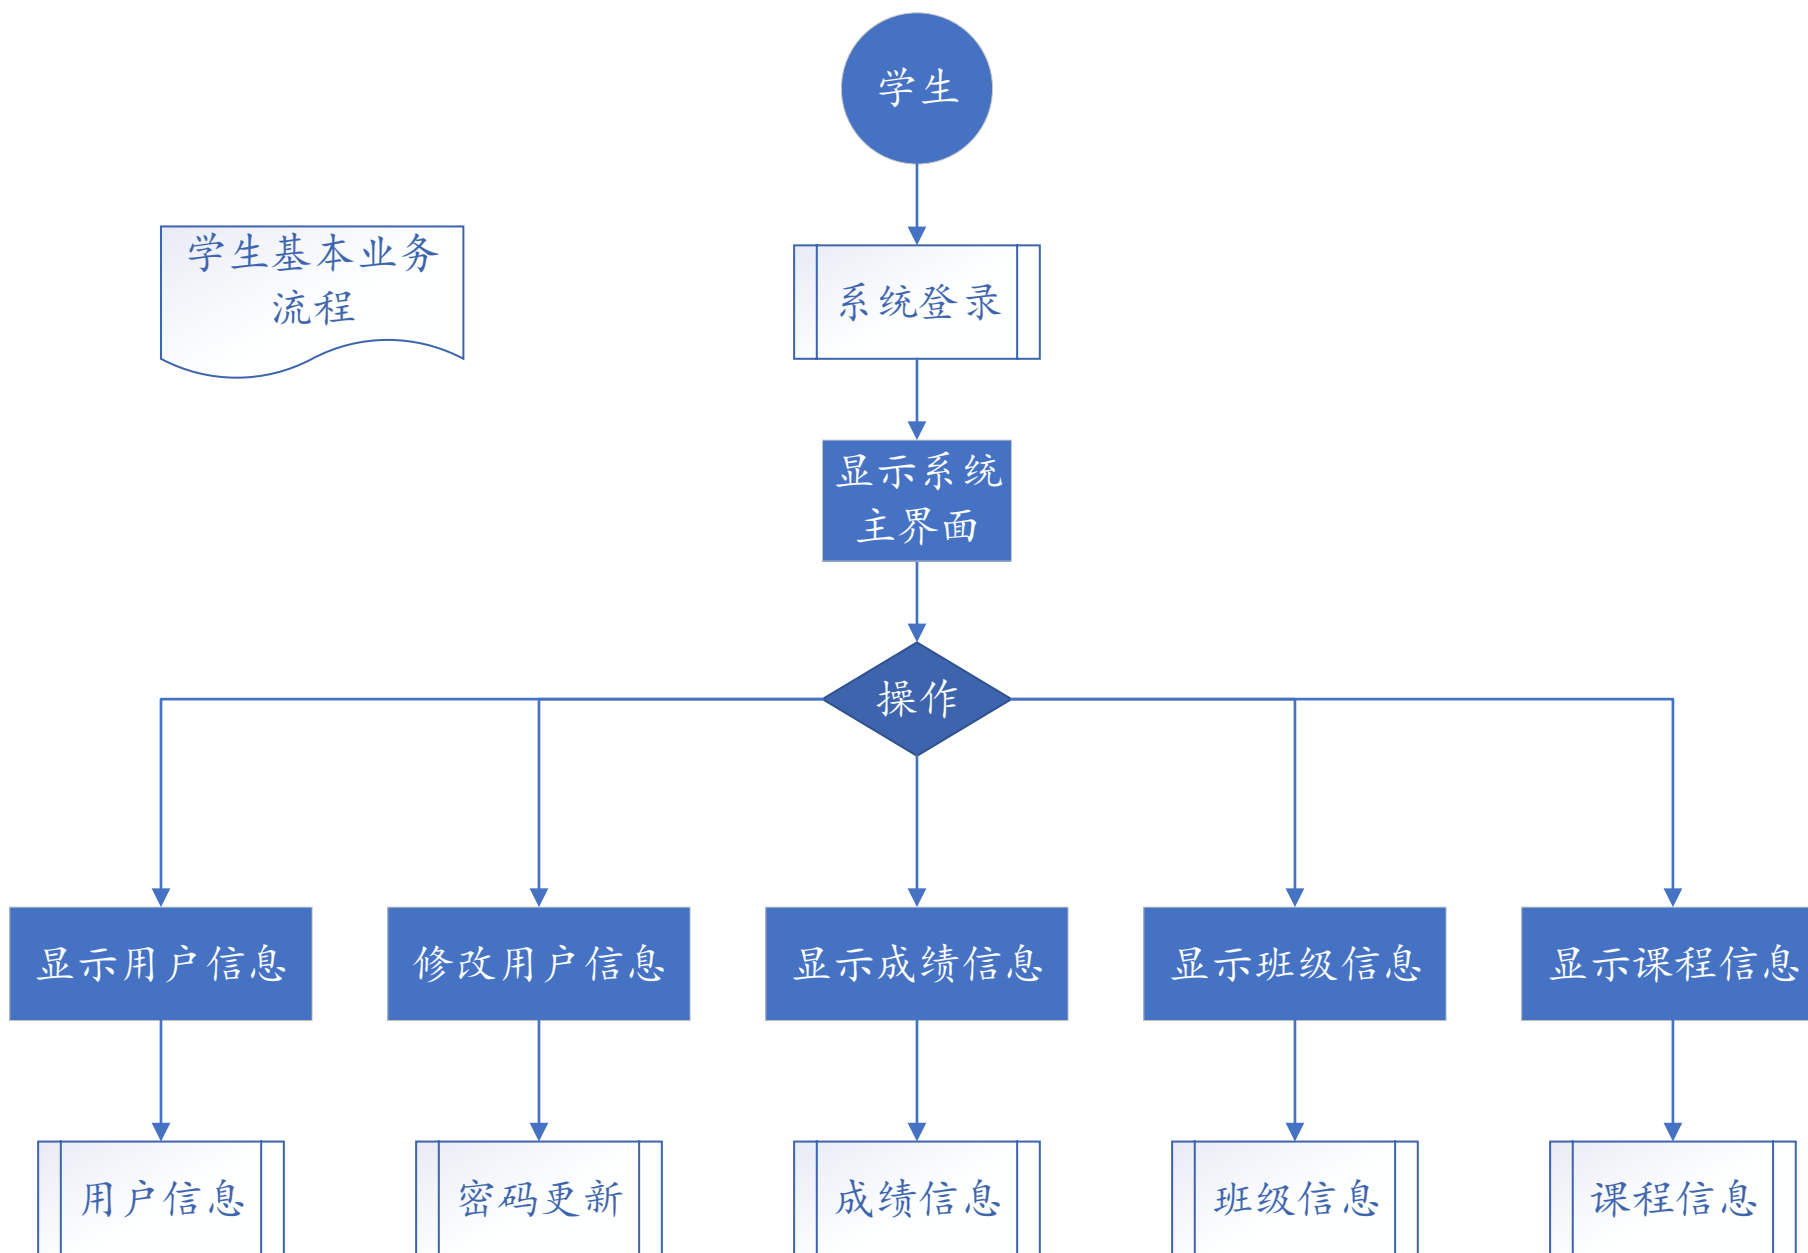 学生
学生基本业务
流程
系统登录
显示系统
主界面
操作
显示用户信息
修改用户信息
显示成绩信息
显示班级信息
显示课程信息
用户信息
密码更新
成绩信息
班级信息
课程信息